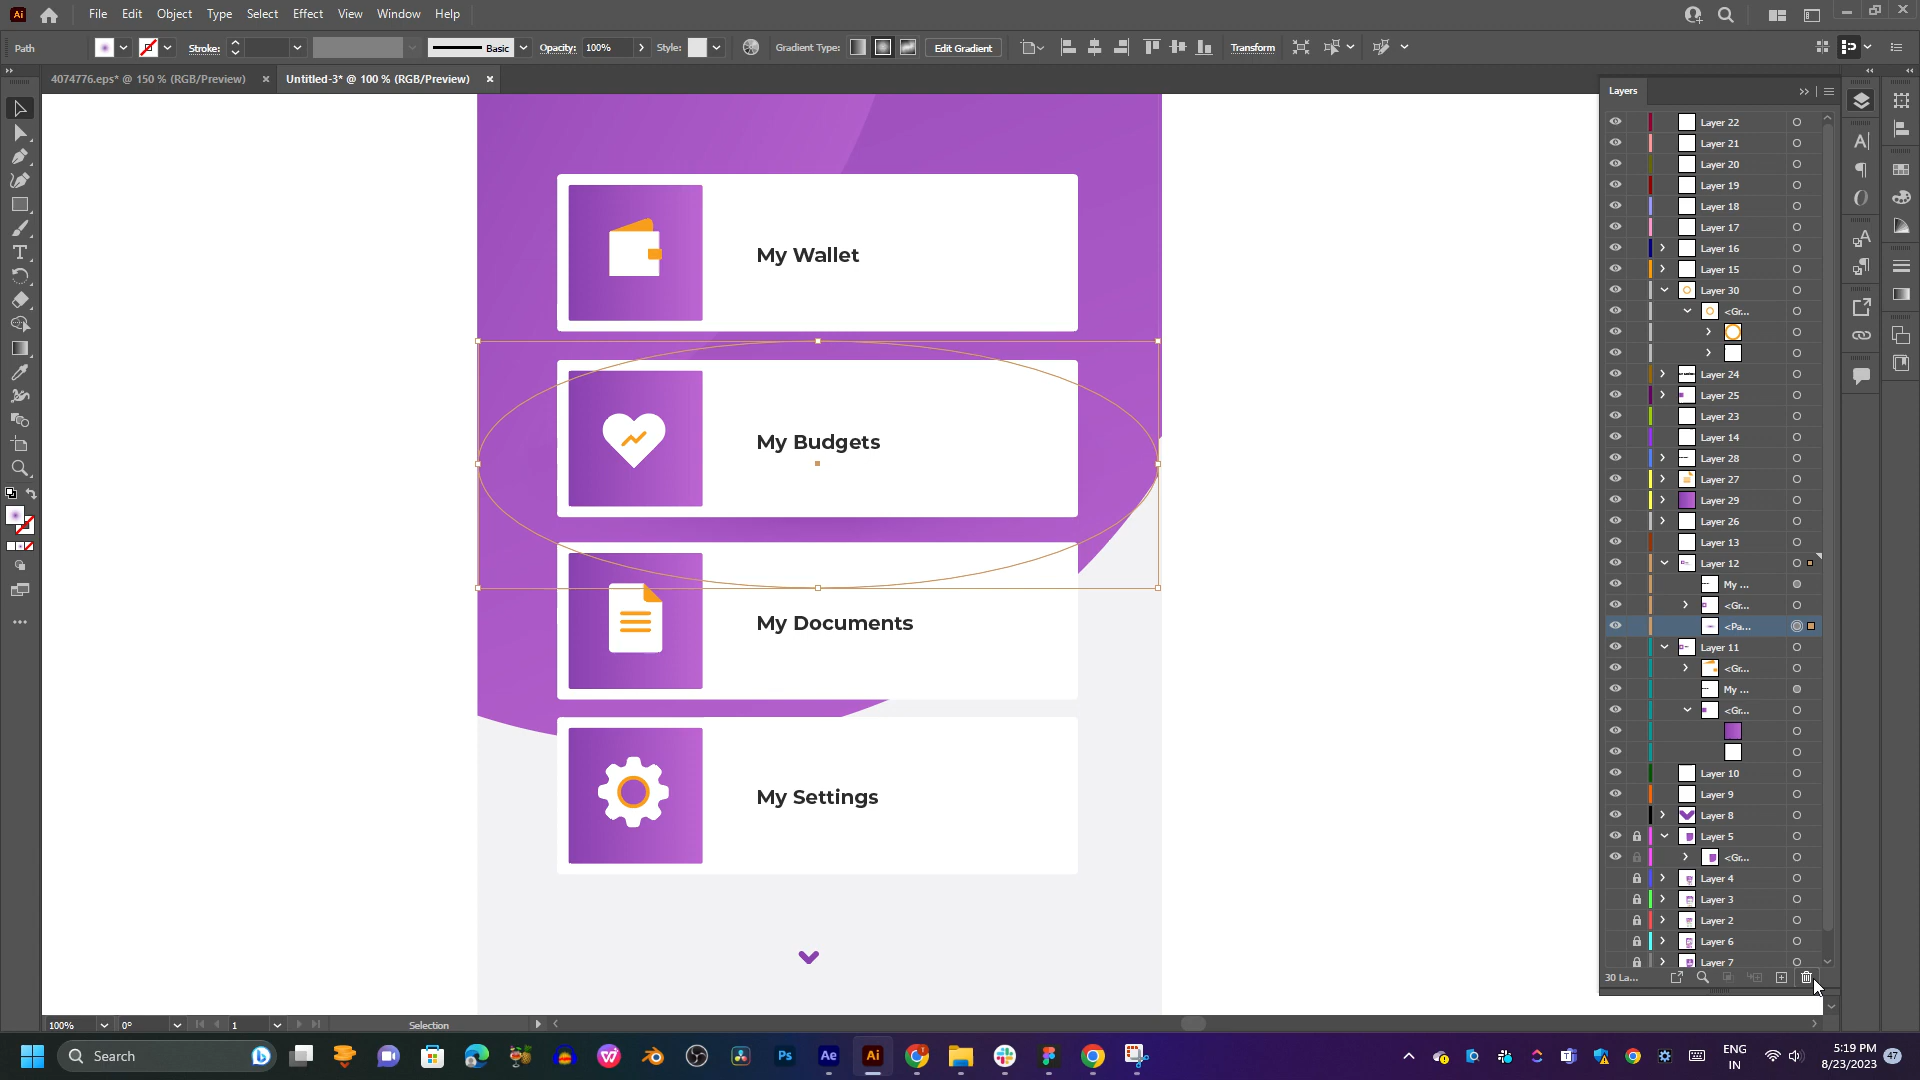 Ai File Edit Object Type Select Effect View Window Help
Path Stroke: Basic Opacity: 100% Style: Gradient Type: Edit Gradient Transform
4074776.eps* @ 150 % (RGB/Preview) × Untitled-3* @ 100 % (RGB/Preview) ×
Layers
Layer 22
Layer 21
Layer 20
Layer 19
Layer 18
Layer 17
Layer 16
Layer 15
Layer 30
<Gr...
Layer 24
Layer 25
Layer 23
Layer 14
Layer 28
Layer 27
Layer 29
Layer 26
Layer 13
Layer 12
My ...
<Gr...
<Pa...
Layer 11
<Gr...
My ...
<Gr...
Layer 10
Layer 9
Layer 8
Layer 5
<Gr...
Layer 4
Layer 3
Layer 2
Layer 6
Layer 7
30 La...
My Wallet
My Budgets
My Documents
My Settings
100% 0° 1 Selection
Search
Ps Ae Ai
ENG
IN
5:19 PM
8/23/2023
47